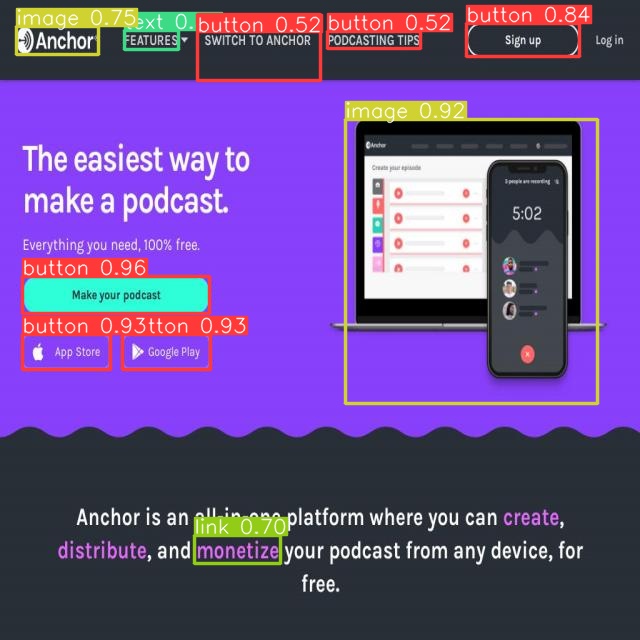 image 0.75
text 0.
button 0.52
button 0.52
button 0.84
Anchor
FEATURES
SWITCH TO ANCHOR
PODCASTING TIPS
Sign up
Log in
The easiest way to
make a podcast.
Everything you need, 100% free.
button 0.96
Make your podcast
button 0.93
tton 0.93
App Store
Google Play
image 0.92
Anchor
Create your episode
3 people are recording
5:02
Anchor is an all-in-one platform where you can create,
link 0.70
distribute, and monetize your podcast from any device, for
free.